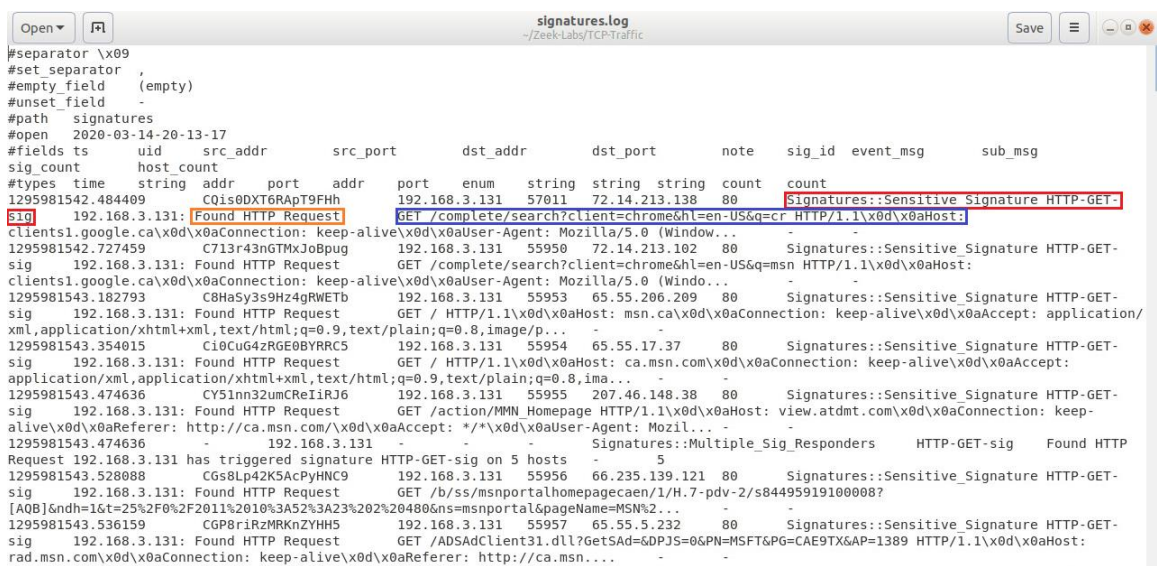 Open
signatures.log
~/Zeek-Labs/TCP-Traffic
Save
#separator \x09
#set_separator ,
#empty_field (empty)
#unset_field -
#path signatures
#open 2020-03-14-20-13-17
#fields ts uid src_addr src_port dst_addr dst_port note sig_id event_msg sub_msg
sig_count host_count
#types time string addr port addr port enum string string string count count
1295981542.484409 CQis0DXT6RApT9FHh 192.168.3.131 57011 72.14.213.138 80 Signatures::Sensitive_Signature HTTP-GET-
sig 192.168.3.131: Found HTTP Request GET /complete/search?client=chrome&hl=en-US&q=cr HTTP/1.1\x0d\x0aHost:
clients1.google.ca\x0d\x0aConnection: keep-alive\x0d\x0aUser-Agent: Mozilla/5.0 (Window... - -
1295981542.727459 C713r43nGTMxJoBpug 192.168.3.131 55950 72.14.213.102 80 Signatures::Sensitive_Signature HTTP-GET-
sig 192.168.3.131: Found HTTP Request GET /complete/search?client=chrome&hl=en-US&q=msn HTTP/1.1\x0d\x0aHost:
clients1.google.ca\x0d\x0aConnection: keep-alive\x0d\x0aUser-Agent: Mozilla/5.0 (Windo... - -
1295981543.182793 C8HaSy3s9Hz4gRWETb 192.168.3.131 55953 65.55.206.209 80 Signatures::Sensitive_Signature HTTP-GET-
sig 192.168.3.131: Found HTTP Request GET / HTTP/1.1\x0d\x0aHost: msn.ca\x0d\x0aConnection: keep-alive\x0d\x0aAccept: application/
xml,application/xhtml+xml,text/html;q=0.9,text/plain;q=0.8,image/p... - -
1295981543.354015 Ci0CuG4zRGE0BYRRC5 192.168.3.131 55954 65.55.17.37 80 Signatures::Sensitive_Signature HTTP-GET-
sig 192.168.3.131: Found HTTP Request GET / HTTP/1.1\x0d\x0aHost: ca.msn.com\x0d\x0aConnection: keep-alive\x0d\x0aAccept:
application/xml,application/xhtml+xml,text/html;q=0.9,text/plain;q=0.8,ima... - -
1295981543.474636 CY51nn32umCReIiRJ6 192.168.3.131 55955 207.46.148.38 80 Signatures::Sensitive_Signature HTTP-GET-
sig 192.168.3.131: Found HTTP Request GET /action/MMN_Homepage HTTP/1.1\x0d\x0aHost: view.atdmt.com\x0d\x0aConnection: keep-
alive\x0d\x0aReferer: http://ca.msn.com/\x0d\x0aAccept: */*\x0d\x0aUser-Agent: Mozil... - -
1295981543.474636 - 192.168.3.131 - - - Signatures::Multiple_Sig_Responders HTTP-GET-sig Found HTTP
Request 192.168.3.131 has triggered signature HTTP-GET-sig on 5 hosts - 5
1295981543.528088 CGs8Lp42K5AcPyHNC9 192.168.3.131 55956 66.235.139.121 80 Signatures::Sensitive_Signature HTTP-GET-
sig 192.168.3.131: Found HTTP Request GET /b/ss/msnportalhomepagecaen/1/H.7-pdv-2/s84495919100008?
[AQB]&ndh=1&t=25%2F0%2F2011%2010%3A52%3A23%202%20480&ns=msnportal&pageName=MSN%2... - -
1295981543.536159 CGP8riRzMRKnZYHH5 192.168.3.131 55957 65.55.5.232 80 Signatures::Sensitive_Signature HTTP-GET-
sig 192.168.3.131: Found HTTP Request GET /ADSAdClient31.dll?GetSAd=&DPJS=0&PN=MSFT&PG=CAE9TX&AP=1389 HTTP/1.1\x0d\x0aHost:
rad.msn.com\x0d\x0aConnection: keep-alive\x0d\x0aReferer: http://ca.msn.... - -